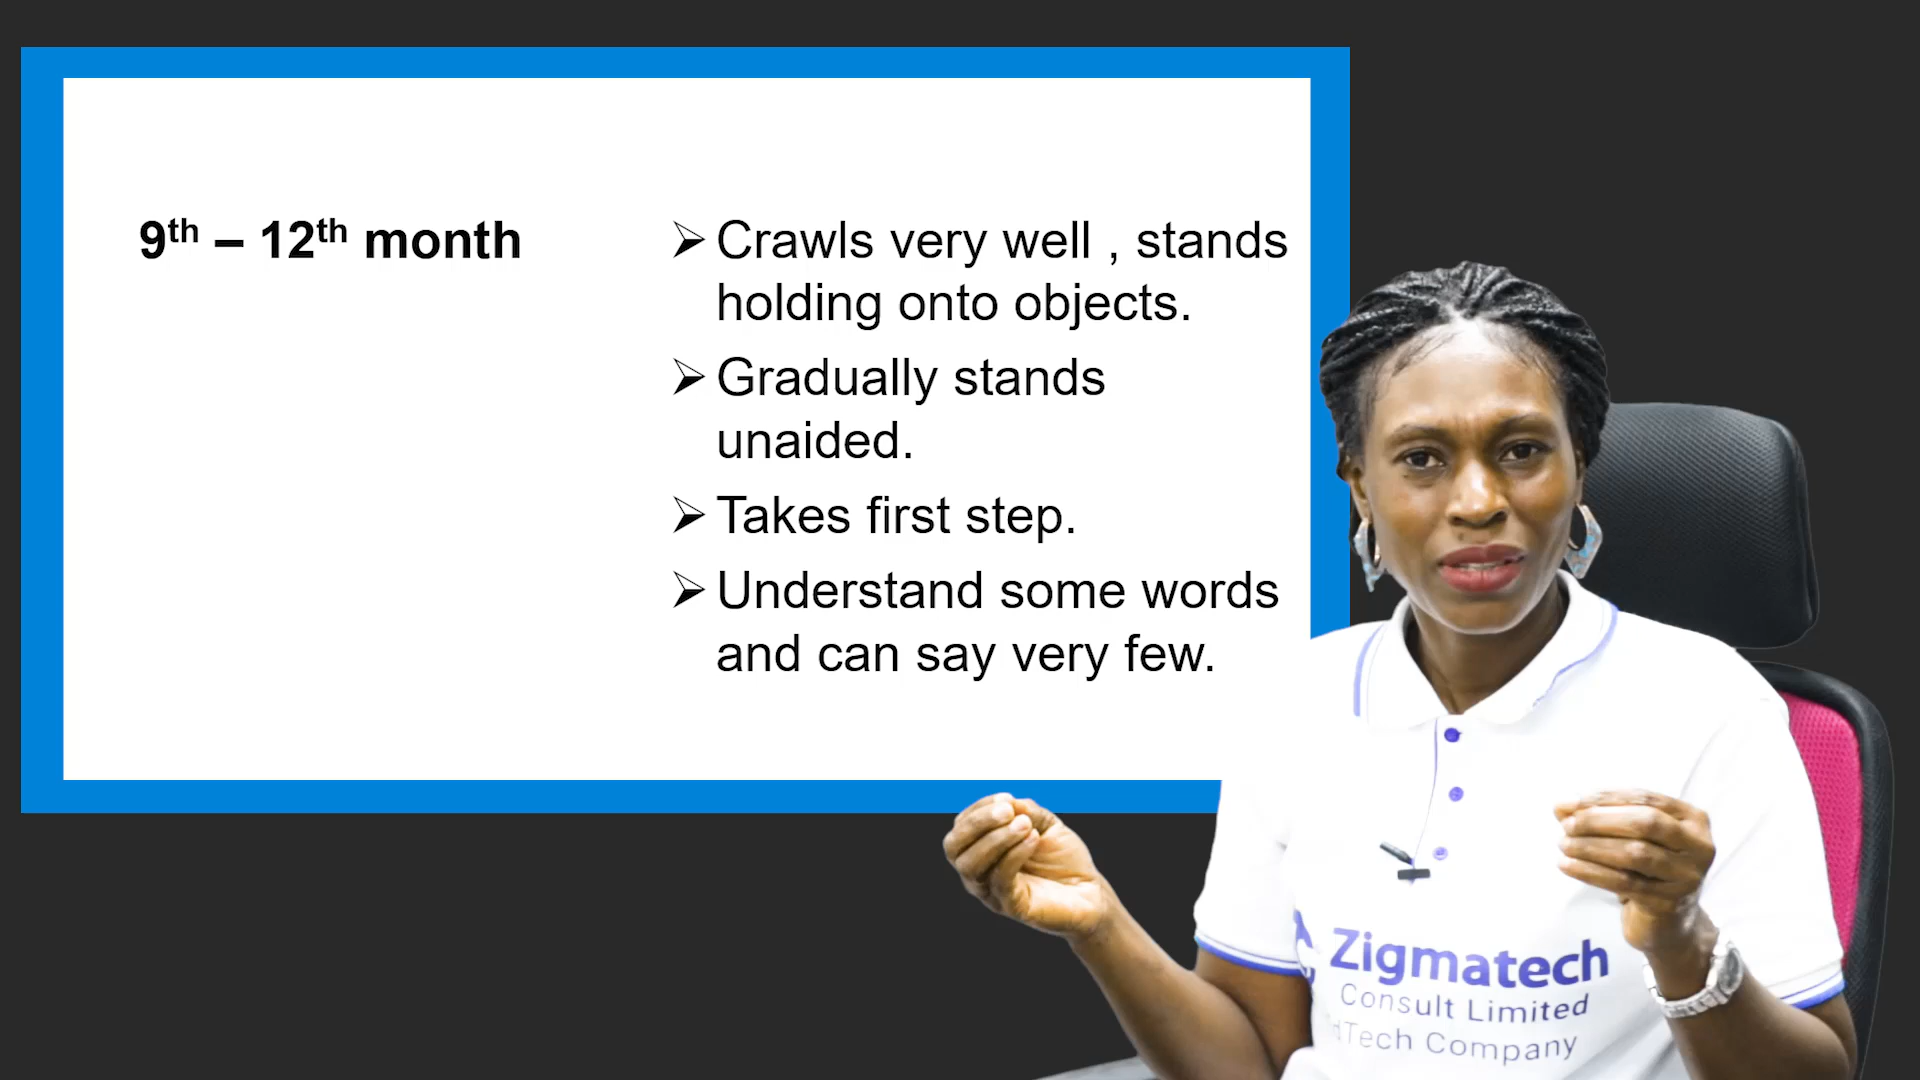 9th – 12th month
➢ Crawls very well , stands
holding onto objects.
➢ Gradually stands
unaided.
➢ Takes first step.
➢ Understand some words
and can say very few.
Zigmatech
Consult Limited
dTech Company